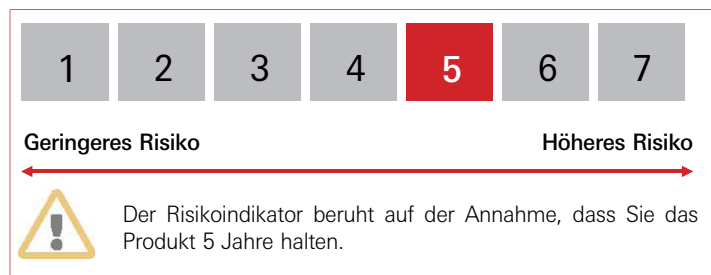 1 2 3 4 5 6 7
Geringeres Risiko Höheres Risiko
Der Risikoindikator beruht auf der Annahme, dass Sie das
Produkt 5 Jahre halten.